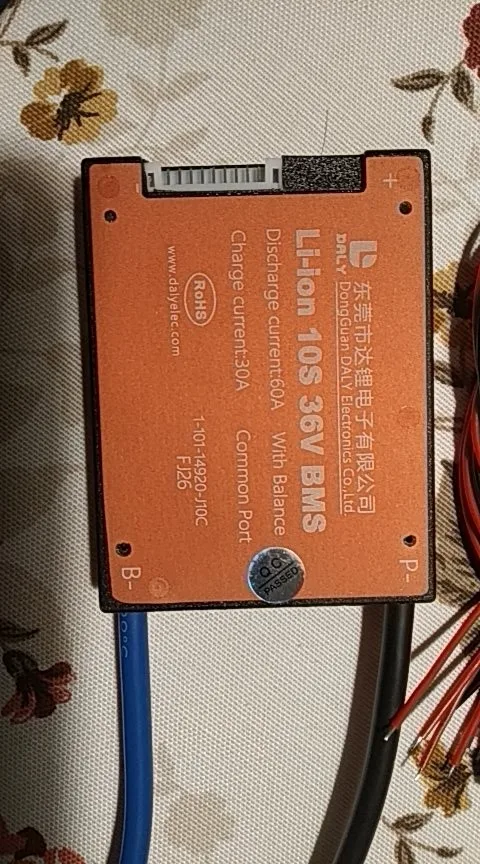 东莞市达锂电子有限公司
DALY DongGuan DALY Electronics Co.,Ltd
Li-ion 10S 36V BMS
Discharge current:60A With Balance
Charge current:30A Common Port
RoHS
1-101-14920-J10C
www.dalyelec.com
FJ26
Q.C
PASSED
+
-
P-
B-